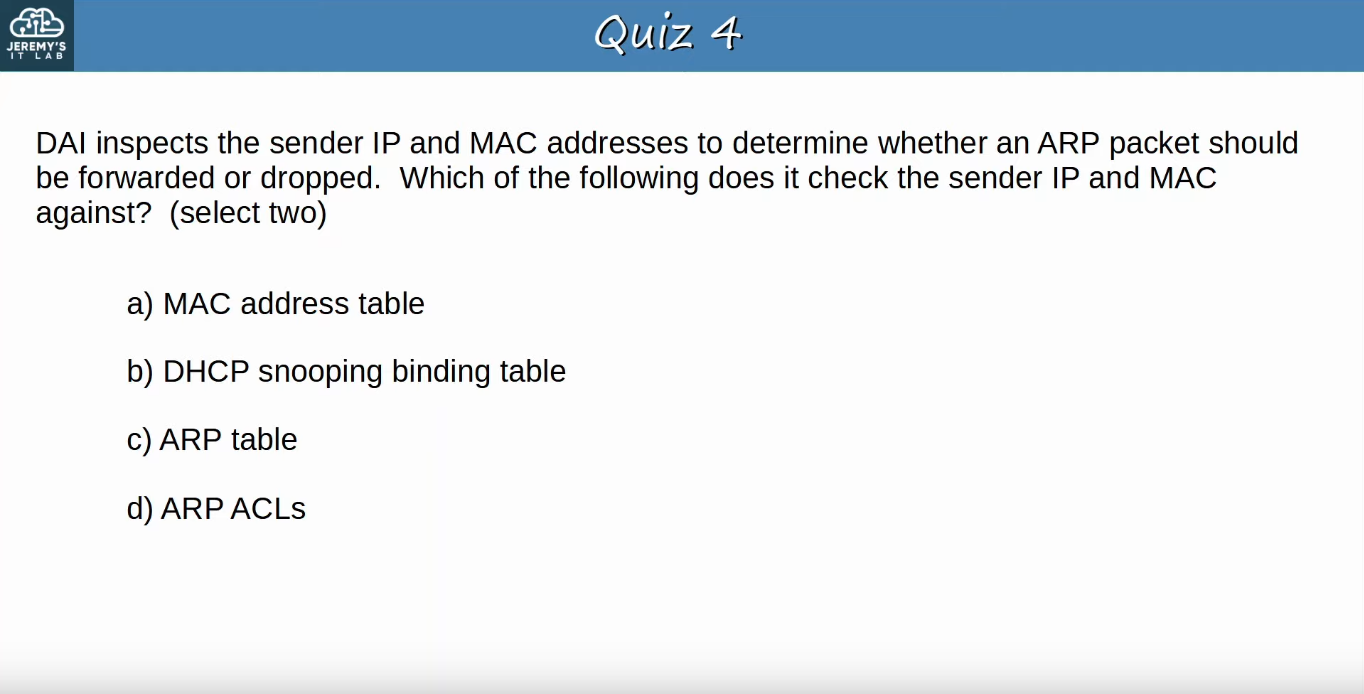 JEREMY'S
IT LAB
Quiz 4
DAI inspects the sender IP and MAC addresses to determine whether an ARP packet should
be forwarded or dropped.  Which of the following does it check the sender IP and MAC
against?  (select two)
a) MAC address table
b) DHCP snooping binding table
c) ARP table
d) ARP ACLs